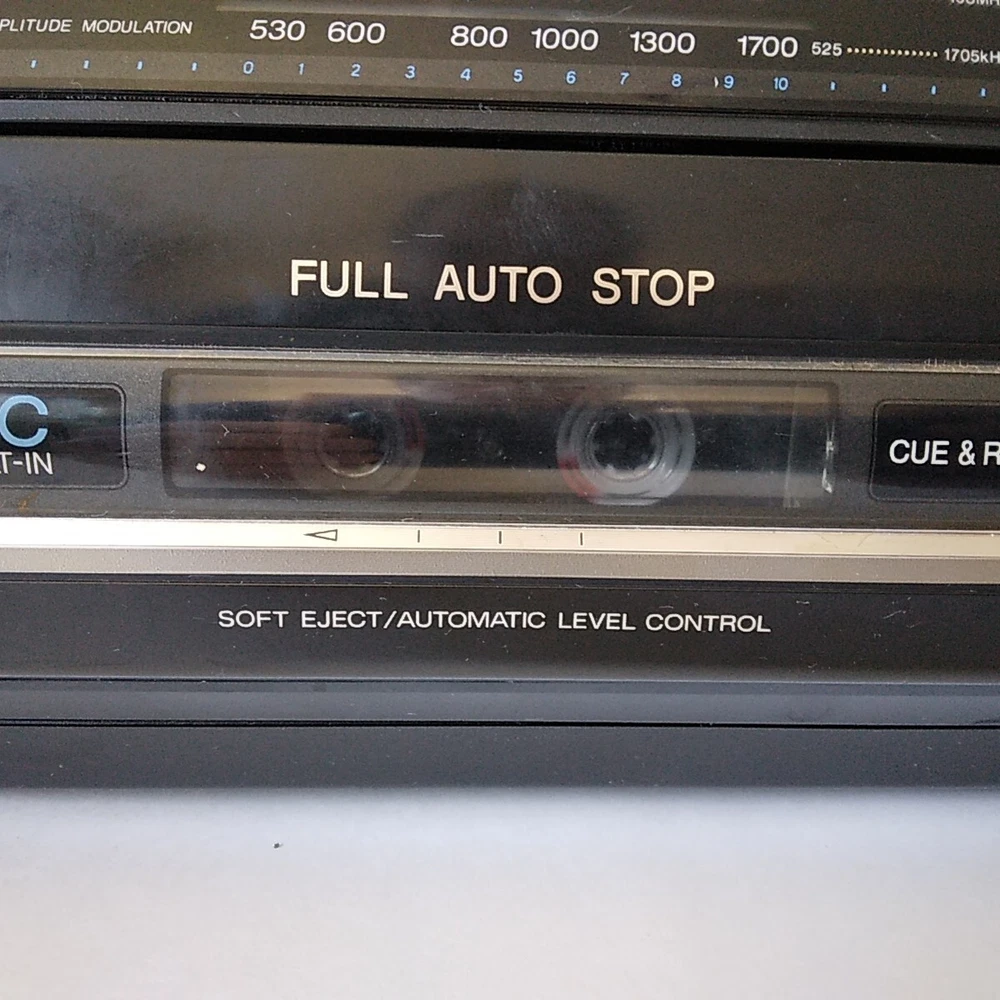 PLITUDE MODULATION 530 600 800 1000 1300 1700 525 1705kH
0 1 2 3 4 5 6 7 8 9 10
FULL AUTO STOP
C
T-IN
CUE & R
SOFT EJECT/AUTOMATIC LEVEL CONTROL